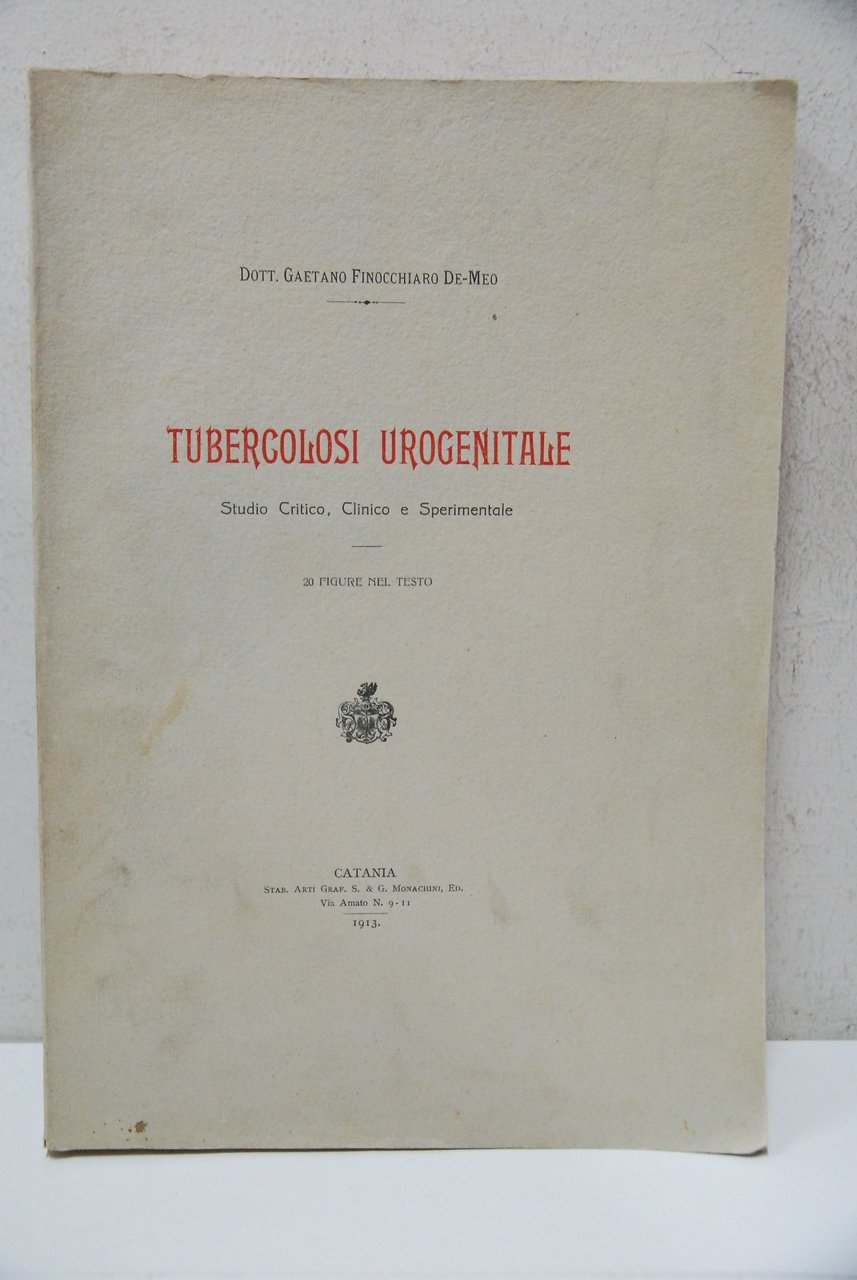 DOTT. GAETANO FINOCCHIARO DE-MEO
TUBERCOLOSI UROGENITALE
Studio Critico, Clinico e Sperimentale
20 FIGURE NEL TESTO
CATANIA
STAB. ARTI GRAF. S. & G. MONACHINI, ED.
Via Amato N. 9-11
1913.